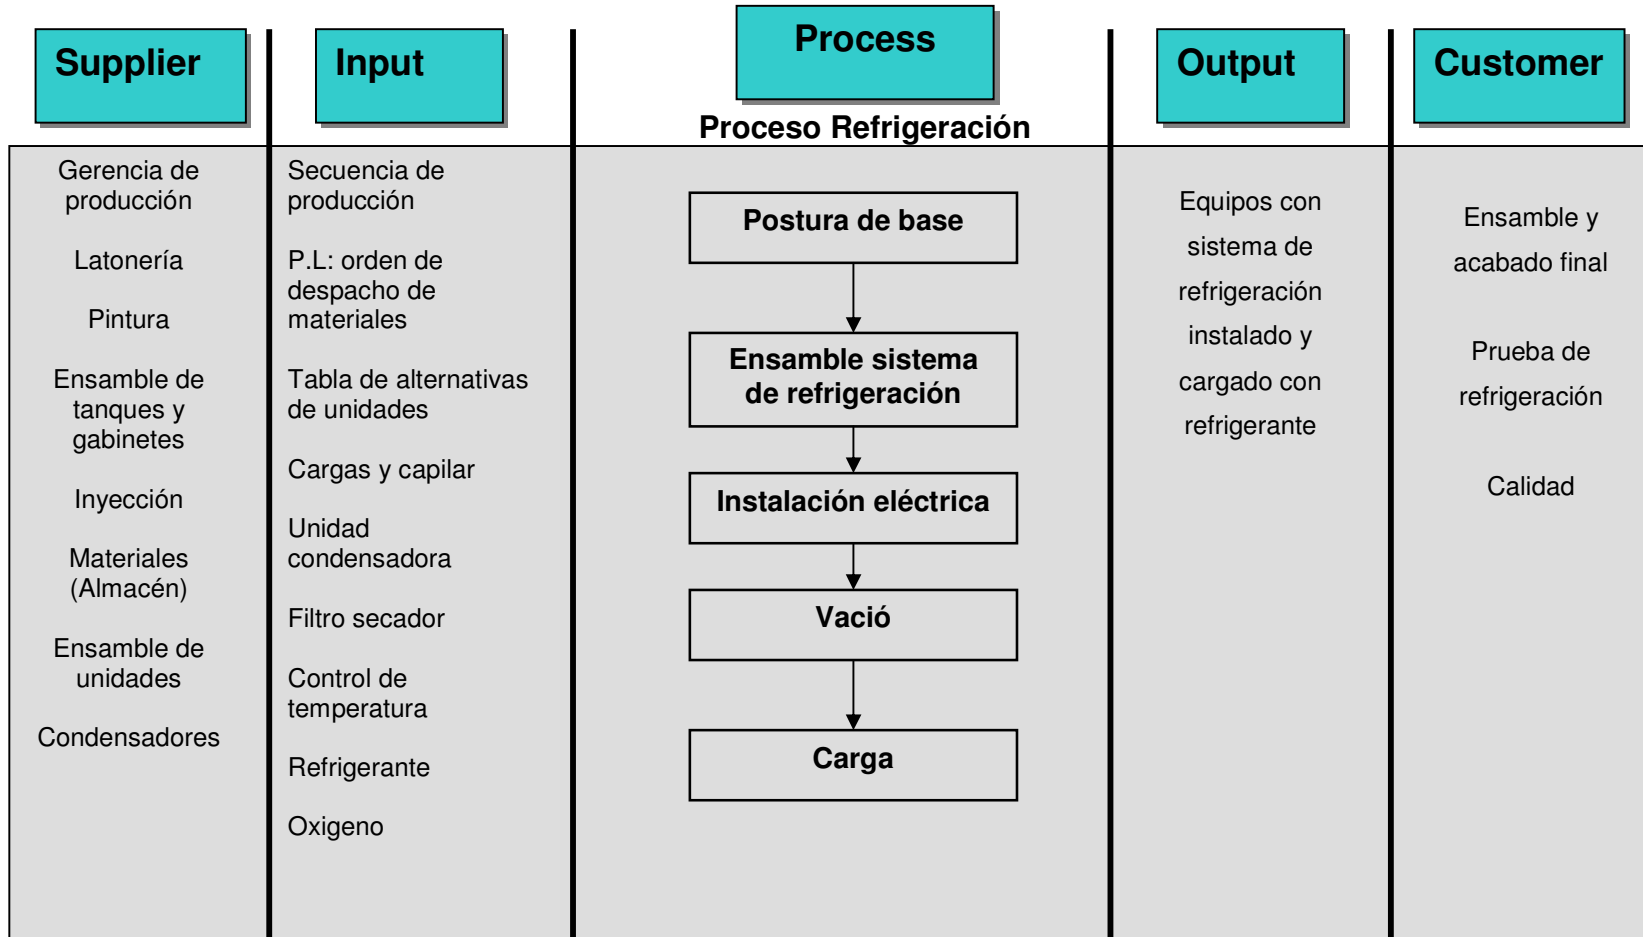 Supplier
Input
Process
Output
Customer
Proceso Refrigeración
Gerencia de
producción
Latonería
Pintura
Ensamble de
tanques y
gabinetes
Inyección
Materiales
(Almacén)
Ensamble de
unidades
Condensadores
Secuencia de
producción
P.L: orden de
despacho de
materiales
Tabla de alternativas
de unidades
Cargas y capilar
Unidad
condensadora
Filtro secador
Control de
temperatura
Refrigerante
Oxigeno
Postura de base
Ensamble sistema
de refrigeración
Instalación eléctrica
Vació
Carga
Equipos con
sistema de
refrigeración
instalado y
cargado con
refrigerante
Ensamble y
acabado final
Prueba de
refrigeración
Calidad